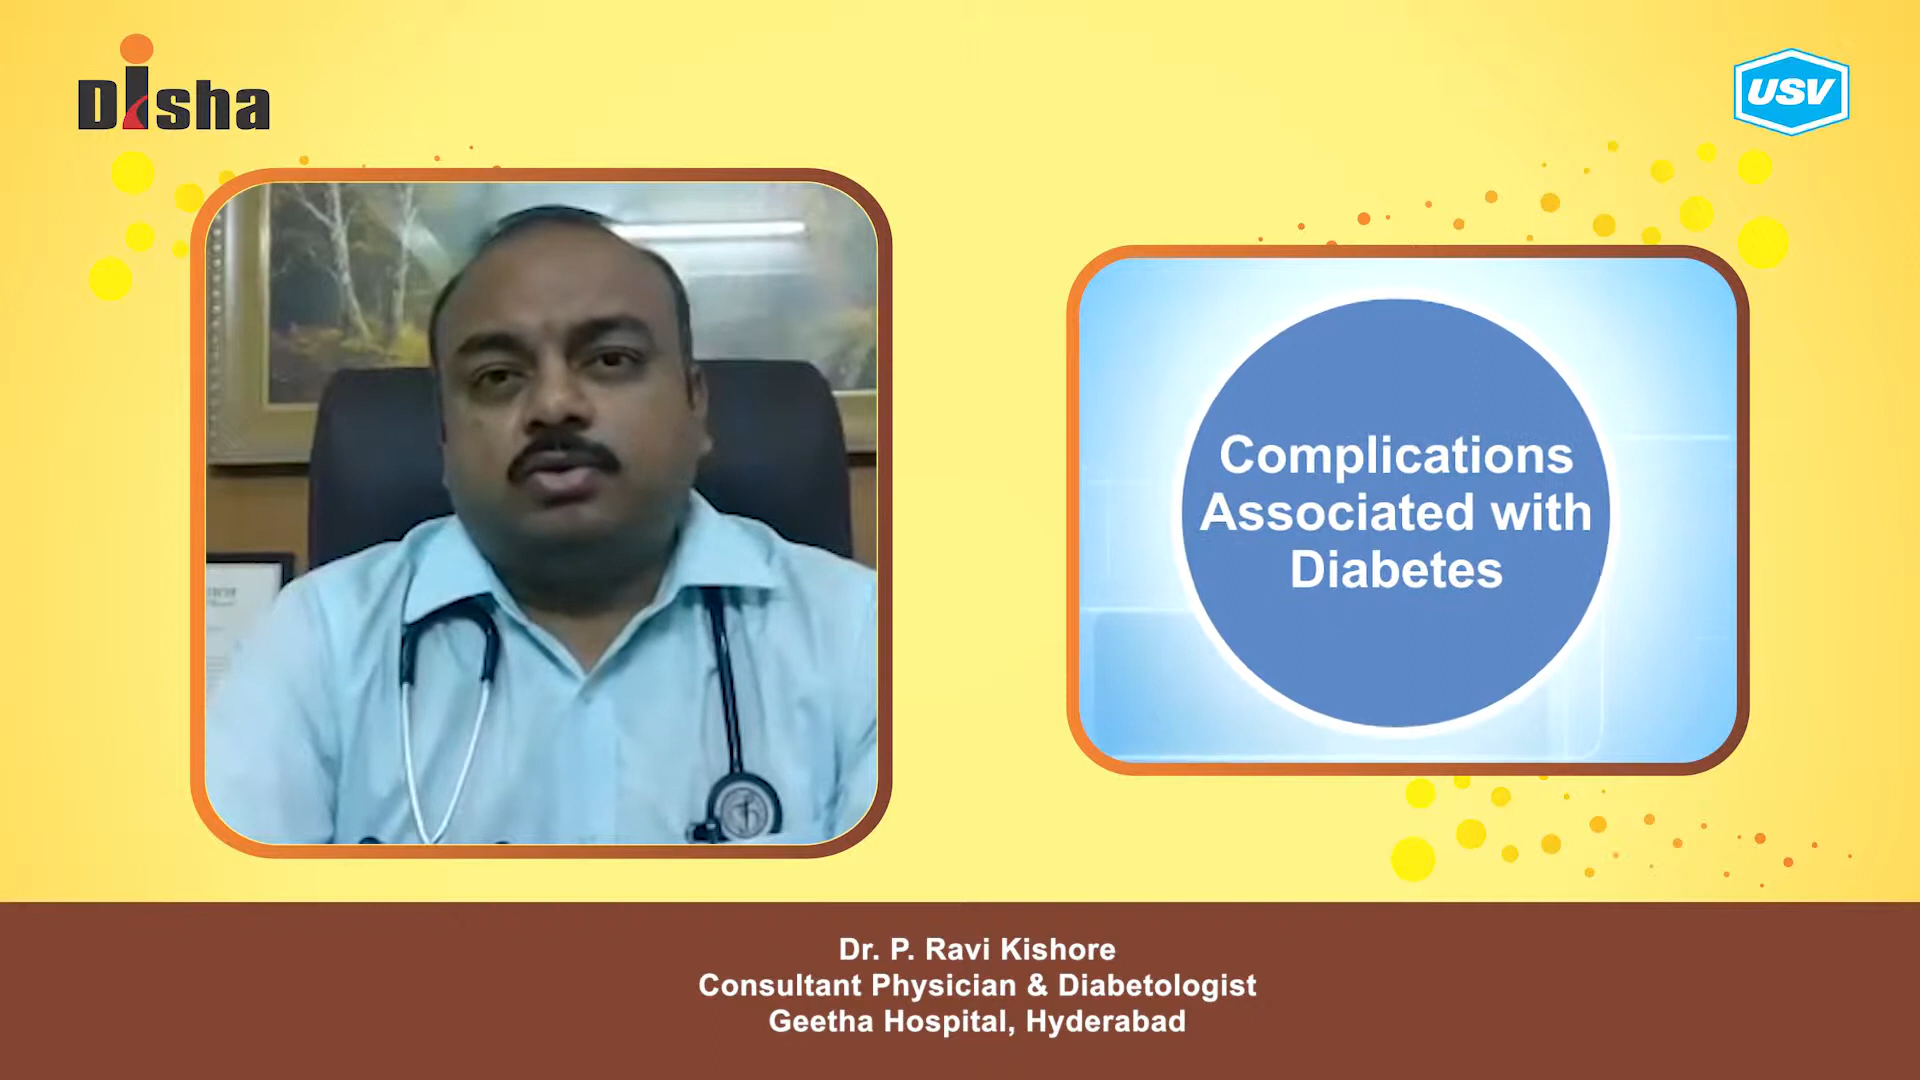 Disha
USV
Complications
Associated with
Diabetes
Dr. P. Ravi Kishore
Consultant Physician & Diabetologist
Geetha Hospital, Hyderabad